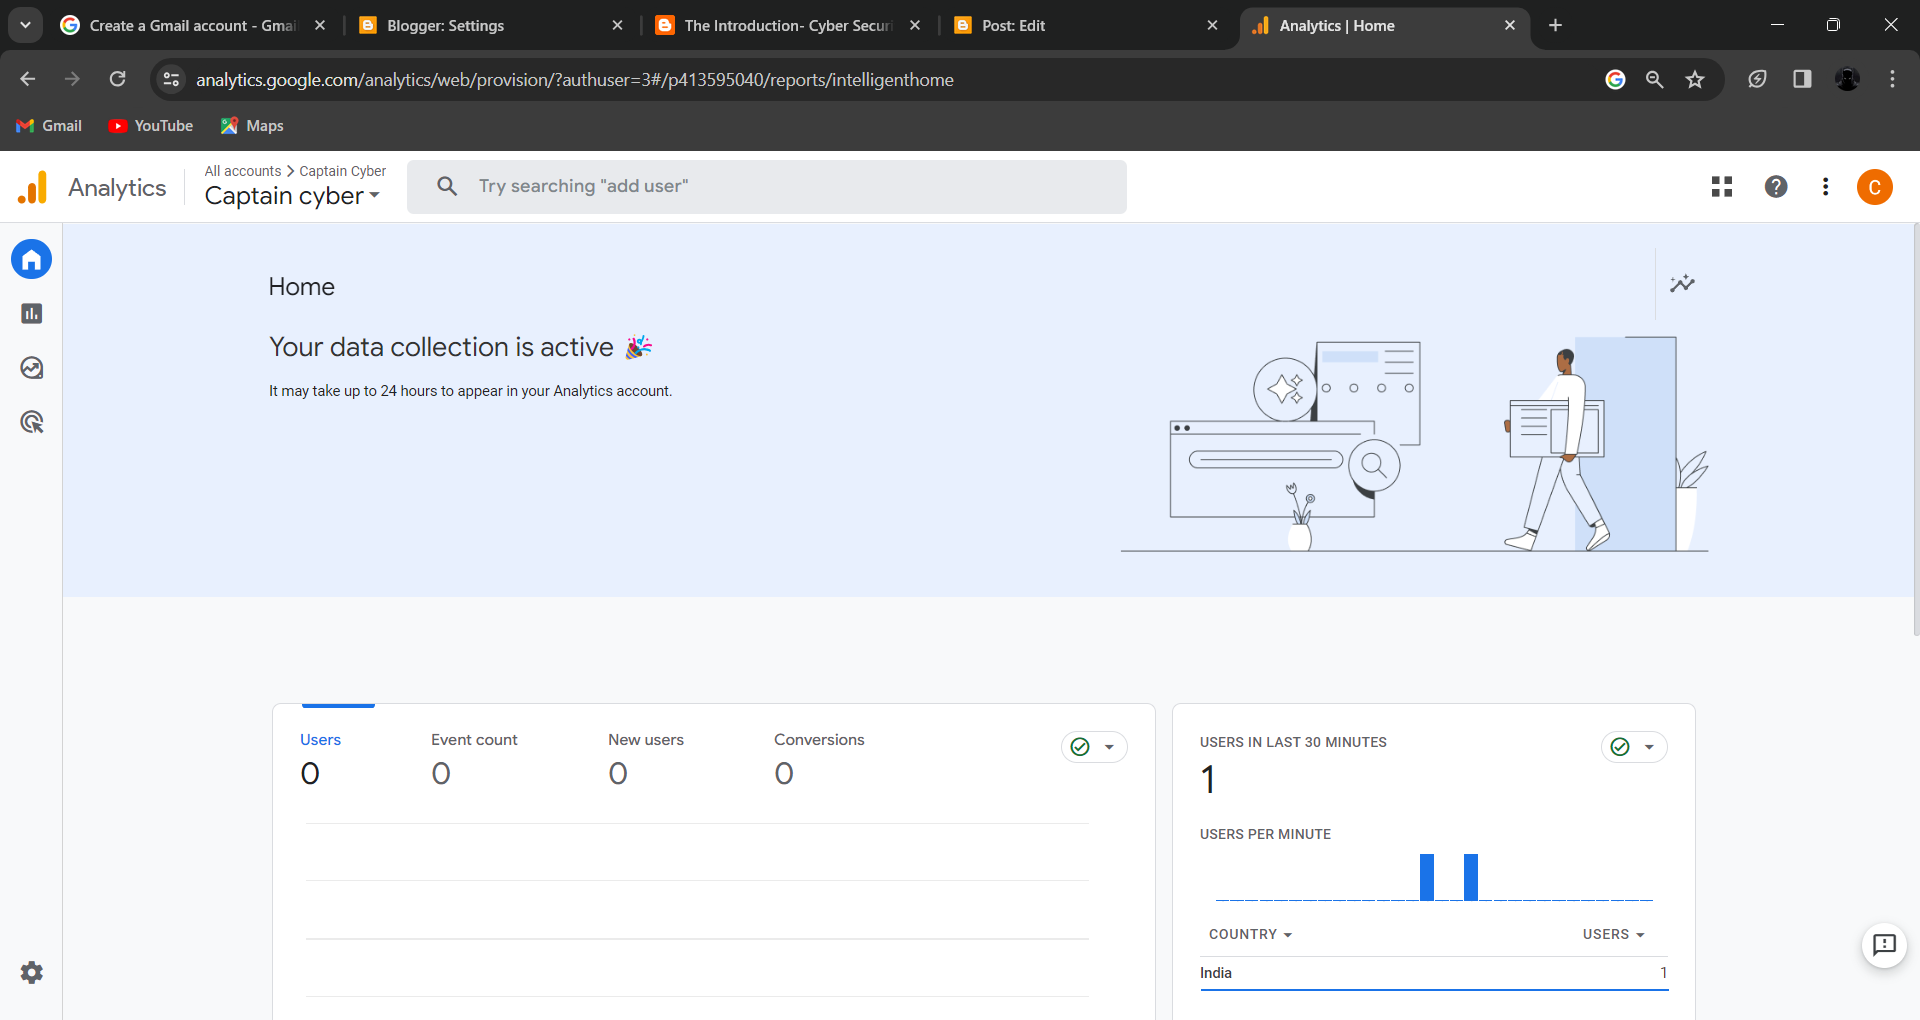 Create a Gmail account - Gmai
Blogger: Settings
The Introduction- Cyber Securi
Post: Edit
Analytics | Home
analytics.google.com/analytics/web/provision/?authuser=3#/p413595040/reports/intelligenthome
Gmail
YouTube
Maps
Analytics
All accounts > Captain Cyber
Captain cyber
Try searching "add user"
C
Home
Your data collection is active 🎉
It may take up to 24 hours to appear in your Analytics account.
Users
Event count
New users
Conversions
0
0
0
0
USERS IN LAST 30 MINUTES
1
USERS PER MINUTE
COUNTRY
USERS
India
1